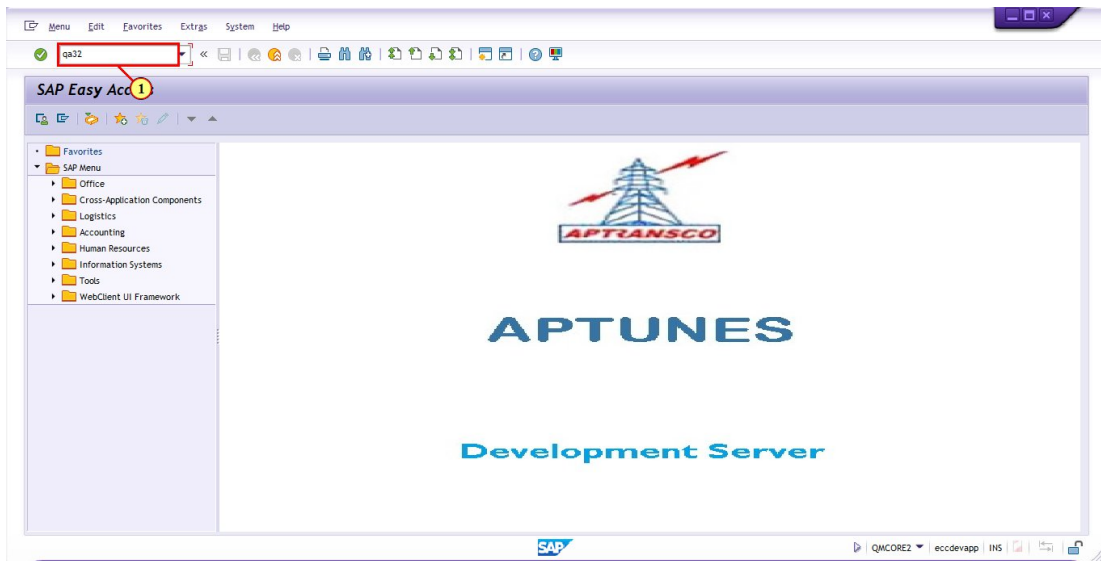 Menu Edit Favorites Extras System Help
qa32
SAP Easy Access
1
Favorites
SAP Menu
Office
Cross-Application Components
Logistics
Accounting
Human Resources
Information Systems
Tools
WebClient UI Framework
APTRANSCO
APTUNES
Development Server
SAP
QMCORE2 eccdevapp INS